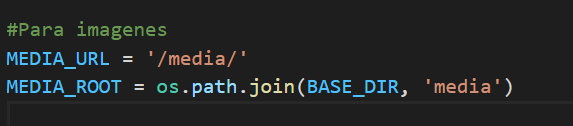 #Para imagenes
MEDIA_URL = '/media/'
MEDIA_ROOT = os.path.join(BASE_DIR, 'media')